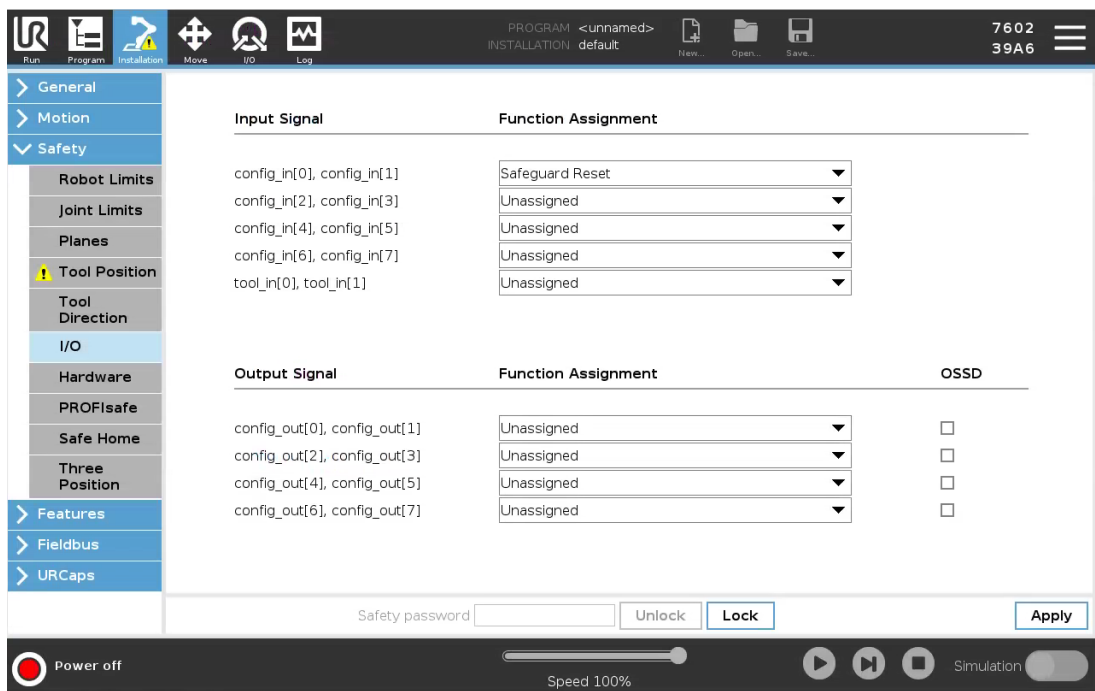 UR
Run
Program
Installation
Move
I/O
Log
PROGRAM <unnamed>
INSTALLATION default
New...
Open...
Save...
7602
39A6
General
Motion
Safety
Robot Limits
Joint Limits
Planes
Tool Position
Tool
Direction
I/O
Hardware
PROFIsafe
Safe Home
Three
Position
Features
Fieldbus
URCaps
Input Signal Function Assignment
config_in[0], config_in[1] Safeguard Reset
config_in[2], config_in[3] Unassigned
config_in[4], config_in[5] Unassigned
config_in[6], config_in[7] Unassigned
tool_in[0], tool_in[1] Unassigned
Output Signal Function Assignment OSSD
config_out[0], config_out[1] Unassigned
config_out[2], config_out[3] Unassigned
config_out[4], config_out[5] Unassigned
config_out[6], config_out[7] Unassigned
Safety password Unlock Lock Apply
Power off
Speed 100%
Simulation